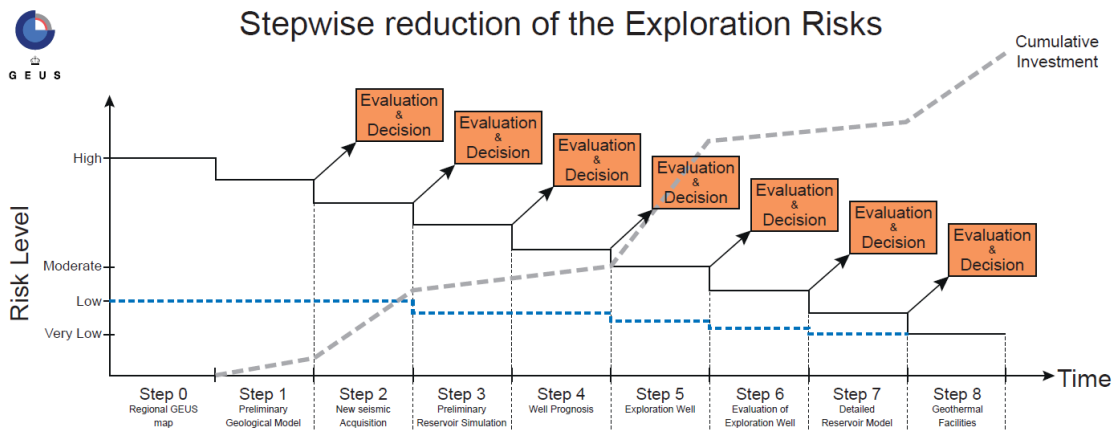 Stepwise reduction of the Exploration Risks
GEUS
Cumulative
Investment
Evaluation
&
Decision
Evaluation
&
Decision
Evaluation
&
Decision
Evaluation
&
Decision
Evaluation
&
Decision
Evaluation
&
Decision
Evaluation
&
Decision
Risk Level
High
Moderate
Low
Very Low
Time
Step 0
Regional GEUS
map
Step 1
Preliminary
Geological Model
Step 2
New seismic
Acquisition
Step 3
Preliminary
Reservoir Simulation
Step 4
Well Prognosis
Step 5
Exploration Well
Step 6
Evaluation of
Exploration Well
Step 7
Detailed
Reservoir Model
Step 8
Geothermal
Facilities